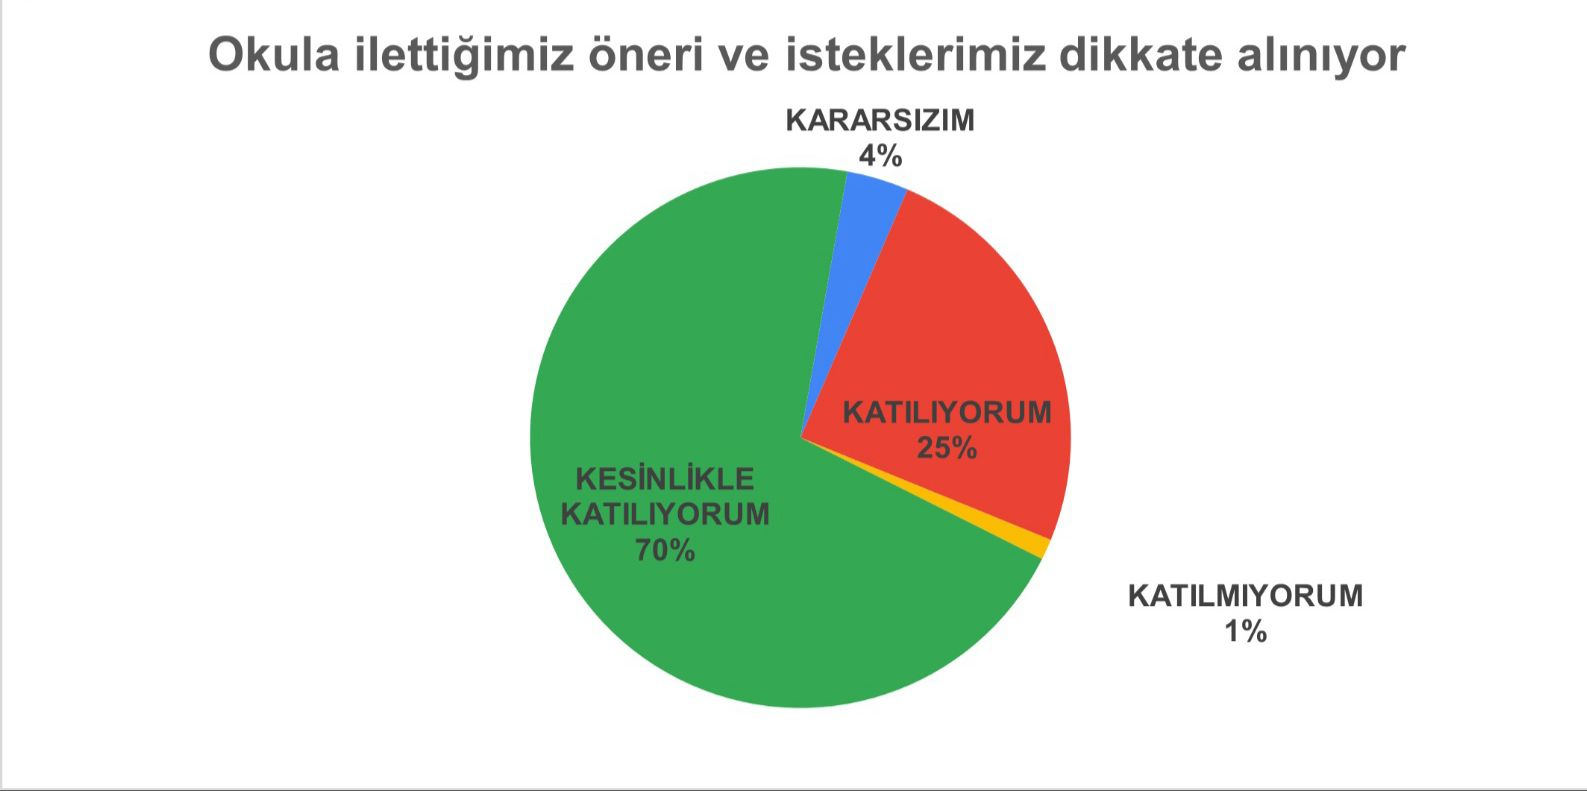 Okula ilettiğimiz öneri ve isteklerimiz dikkate alınıyor
KARARSIZIM
4%
KATILIYORUM
25%
KESİNLİKLE
KATILIYORUM
70%
KATILMIYORUM
1%